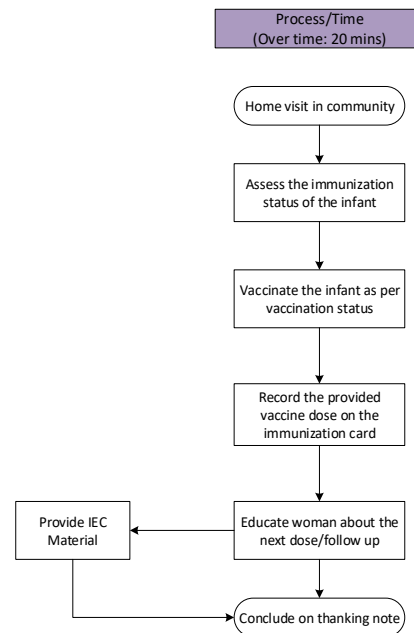 Process/Time
(Over time: 20 mins)
Home visit in community
Assess the immunization
status of the infant
Vaccinate the infant as per
vaccination status
Record the provided
vaccine dose on the
immunization card
Provide IEC
Material
Educate woman about the
next dose/follow up
Conclude on thanking note